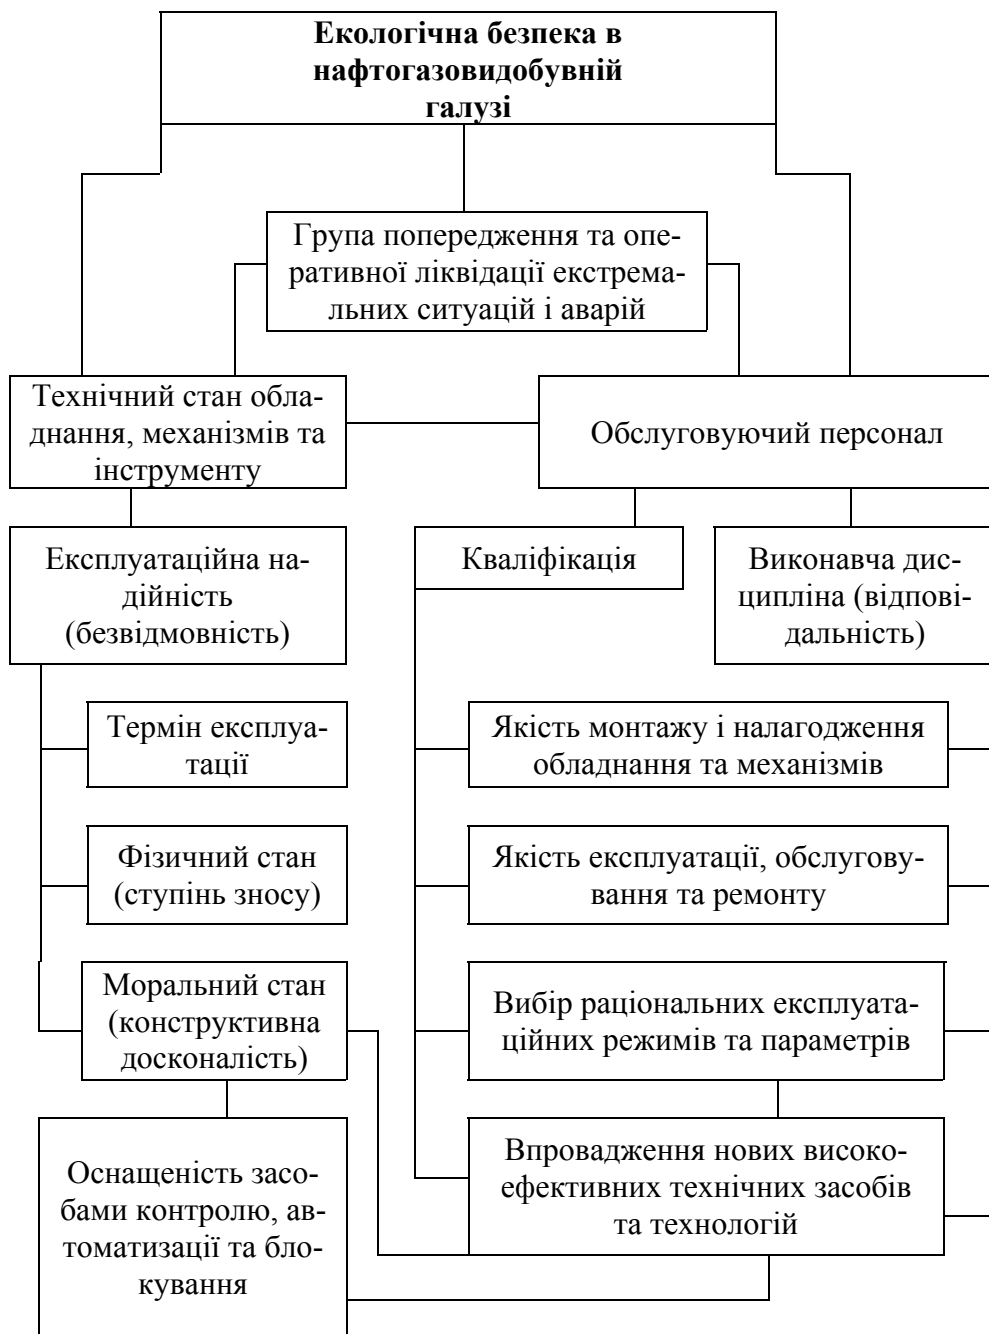 Екологічна безпека в
нафтогазовидобувній
галузі
Група попередження та опе-
ративної ліквідації екстрема-
льних ситуацій і аварій
Технічний стан обла-
днання, механізмів та
інструменту
Обслуговуючий персонал
Експлуатаційна на-
дійність
(безвідмовність)
Кваліфікація
Виконавча дис-
ципліна (відпові-
дальність)
Термін експлуа-
тації
Якість монтажу і налагодження
обладнання та механізмів
Фізичний стан
(ступінь зносу)
Якість експлуатації, обслугову-
вання та ремонту
Моральний стан
(конструктивна
досконалість)
Вибір раціональних експлуата-
ційних режимів та параметрів
Оснащеність засо-
бами контролю, ав-
томатизації та бло-
кування
Впровадження нових високо-
ефективних технічних засобів
та технологій